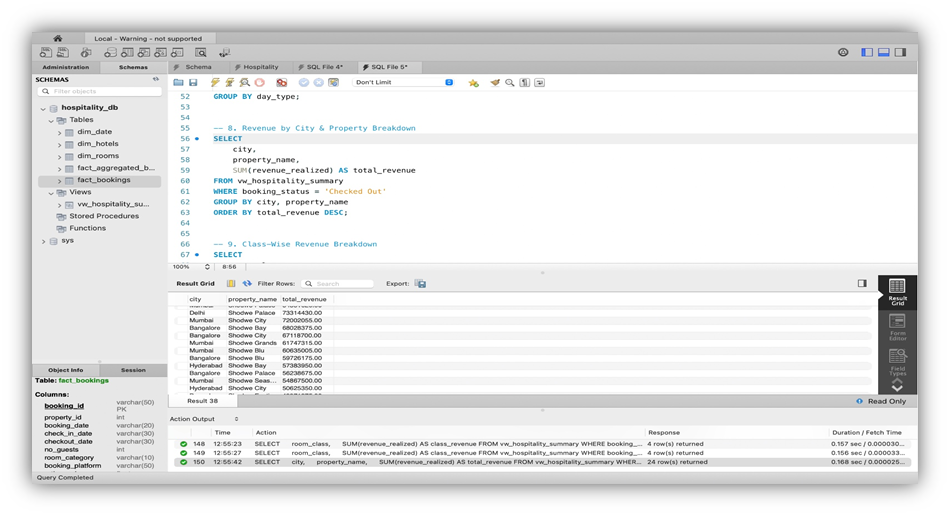 Local - Warning - not supported
Administration Schemas Schema Hospitality SQL File 4* SQL File 5*
SCHEMAS
Filter objects
hospitality_db
Tables
dim_date
dim_hotels
dim_rooms
fact_aggregated_b...
fact_bookings
Views
vw_hospitality_su...
Stored Procedures
Functions
sys
Don't Limit
52 GROUP BY day_type;
53
54
55 -- 8. Revenue by City & Property Breakdown
56 SELECT
57 city,
58 property_name,
59 SUM(revenue_realized) AS total_revenue
60 FROM vw_hospitality_summary
61 WHERE booking_status = 'Checked Out'
62 GROUP BY city, property_name
63 ORDER BY total_revenue DESC;
64
65
66 -- 9. Class-Wise Revenue Breakdown
67 SELECT
100% 8:56
Result Grid Filter Rows: Search Export:
city property_name total_revenue
Delhi Shodwe Palace 73314430.00
Mumbai Shodwe City 72002055.00
Bangalore Shodwe Bay 68028375.00
Bangalore Shodwe City 67118700.00
Mumbai Shodwe Grands 61747315.00
Mumbai Shodwe Blu 60635005.00
Bangalore Shodwe Blu 59726175.00
Hyderabad Shodwe Bay 57383950.00
Bangalore Shodwe Palace 56238675.00
Mumbai Shodwe Seas... 54867500.00
Hyderabad Shodwe City 50625350.00
Result Grid
Form Editor
Field Types
Result 38
Read Only
Object Info Session
Table: fact_bookings
Columns:
booking_id varchar(50) PK
property_id int
booking_date varchar(20)
check_in_date varchar(30)
checkout_date varchar(30)
no_guests int
room_category varchar(10)
booking_platform varchar(50)
Action Output
Time Action Response Duration / Fetch Time
148 12:55:23 SELECT room_class, SUM(revenue_realized) AS class_revenue FROM vw_hospitality_summary WHERE booking_... 4 row(s) returned 0.157 sec / 0.000030...
149 12:55:27 SELECT room_class, SUM(revenue_realized) AS class_revenue FROM vw_hospitality_summary WHERE booking_... 4 row(s) returned 0.156 sec / 0.000033...
150 12:55:42 SELECT city, property_name, SUM(revenue_realized) AS total_revenue FROM vw_hospitality_summary WHER... 24 row(s) returned 0.168 sec / 0.000025...
Query Completed